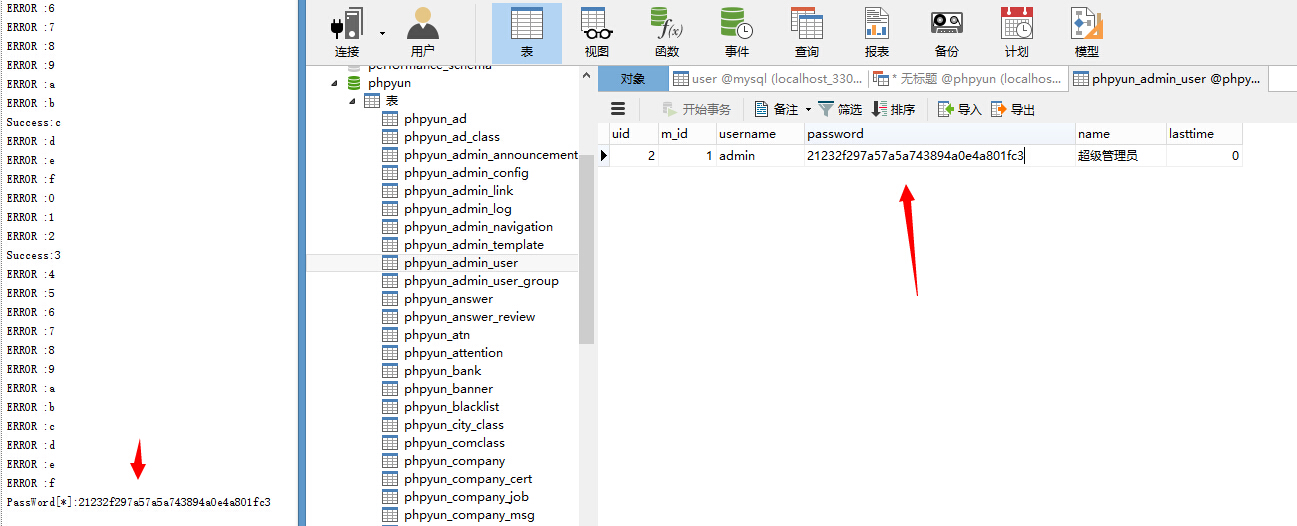 ERROR :6
ERROR :7
ERROR :8
ERROR :9
ERROR :a
ERROR :b
Success:c
ERROR :d
ERROR :e
ERROR :f
ERROR :0
ERROR :1
ERROR :2
Success:3
ERROR :4
ERROR :5
ERROR :6
ERROR :7
ERROR :8
ERROR :9
ERROR :a
ERROR :b
ERROR :c
ERROR :d
ERROR :e
ERROR :f
PassWord[*]:21232f297a57a5a743894a0e4a801fc3
连接 用户 表 视图 函数 事件 查询 报表 备份 计划 模型
performance_schema
phpyun
表
phpyun_ad
phpyun_ad_class
phpyun_admin_announcement
phpyun_admin_config
phpyun_admin_link
phpyun_admin_log
phpyun_admin_navigation
phpyun_admin_template
phpyun_admin_user
phpyun_admin_user_group
phpyun_answer
phpyun_answer_review
phpyun_atn
phpyun_attention
phpyun_bank
phpyun_banner
phpyun_blacklist
phpyun_city_class
phpyun_comclass
phpyun_company
phpyun_company_cert
phpyun_company_job
phpyun_company_msg
对象 user @mysql (localhost_330... * 无标题 @phpyun (localhos... phpyun_admin_user @phpy...
开始事务 备注 筛选 排序 导入 导出
uid m_id username password name lasttime
2 1 admin 21232f297a57a5a743894a0e4a801fc3 超级管理员 0